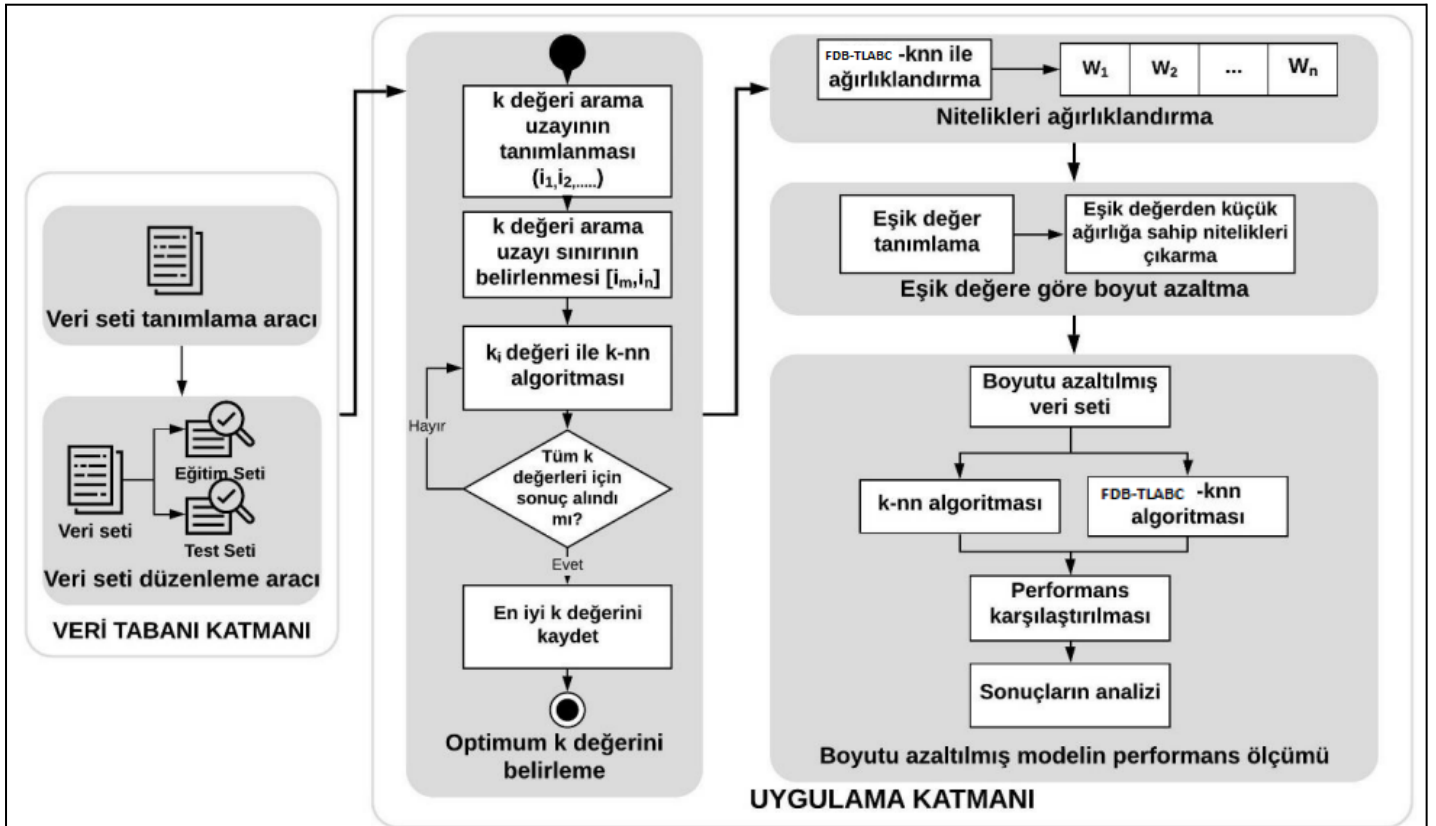 Veri seti tanımlama aracı
Veri seti
Eğitim Seti
Test Seti
Veri seti düzenleme aracı
VERİ TABANI KATMANI
k değeri arama
uzayının
tanımlanması
(i1,i2,.....)
k değeri arama
uzayı sınırının
belirlenmesi [im,in]
ki değeri ile k-nn
algoritması
Hayır
Tüm k
değerleri için
sonuç alındı
mı?
Evet
En iyi k değerini
kaydet
Optimum k değerini
belirleme
FDB-TLABC -knn ile
ağırlıklandırma
W1 W2 ... Wn
Nitelikleri ağırlıklandırma
Eşik değer
tanımlama
Eşik değerden küçük
ağırlığa sahip nitelikleri
çıkarma
Eşik değere göre boyut azaltma
Boyutu azaltılmış
veri seti
k-nn algoritması
FDB-TLABC -knn
algoritması
Performans
karşılaştırılması
Sonuçların analizi
Boyutu azaltılmış modelin performans ölçümü
UYGULAMA KATMANI